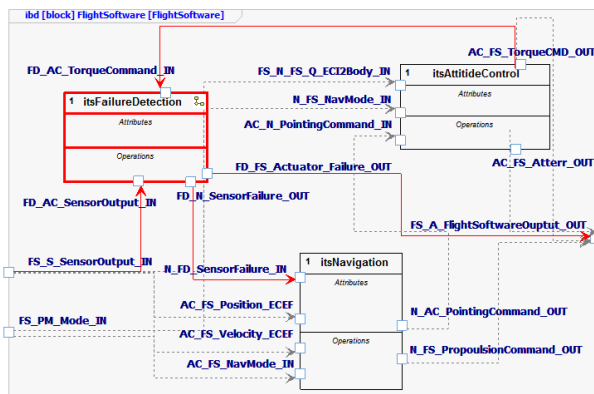 ibd [block] FlightSoftware [FlightSoftware]
AC_FS_TorqueCMD_OUT
FD_AC_TorqueCommand_IN
FS_N_FS_Q_ECI2Body_IN
1 itsAttitideControl
Attributes
Operations
1 itsFailureDetection
Attributes
Operations
N_FS_NavMode_IN
AC_N_PointingCommand_IN
AC_FS_Atterr_OUT
FD_FS_Actuator_Failure_OUT
FD_AC_SensorOutput_IN
FD_N_SensorFailure_OUT
FS_A_FlightSoftwareOuptut_OUT
FS_S_SensorOutput_IN
N_FD_SensorFailure_IN
1 itsNavigation
Attributes
Operations
AC_FS_Position_ECEF
N_AC_PointingCommand_OUT
FS_PM_Mode_IN
AC_FS_Velocity_ECEF
N_FS_PropoulsionCommand_OUT
AC_FS_NavMode_IN